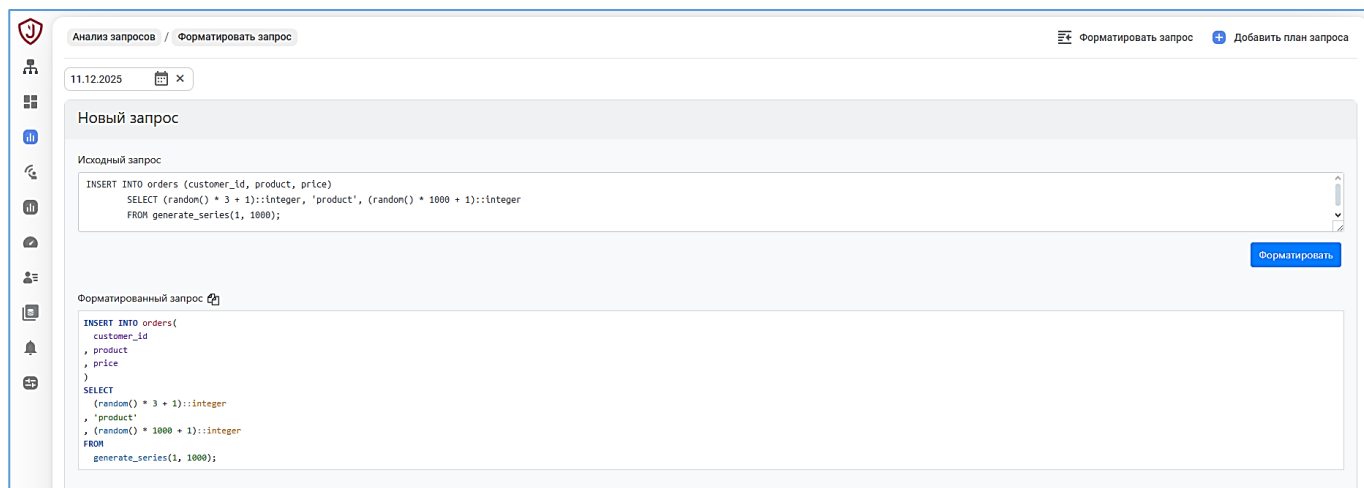 Анализ запросов / Форматировать запрос
Форматировать запрос
Добавить план запроса
11.12.2025
Новый запрос
Исходный запрос
INSERT INTO orders (customer_id, product, price)
SELECT (random() * 3 + 1)::integer, 'product', (random() * 1000 + 1)::integer
FROM generate_series(1, 1000);
Форматировать
Форматированный запрос
INSERT INTO orders(
customer_id
, product
, price
)
SELECT
(random() * 3 + 1)::integer
, 'product'
, (random() * 1000 + 1)::integer
FROM
generate_series(1, 1000);